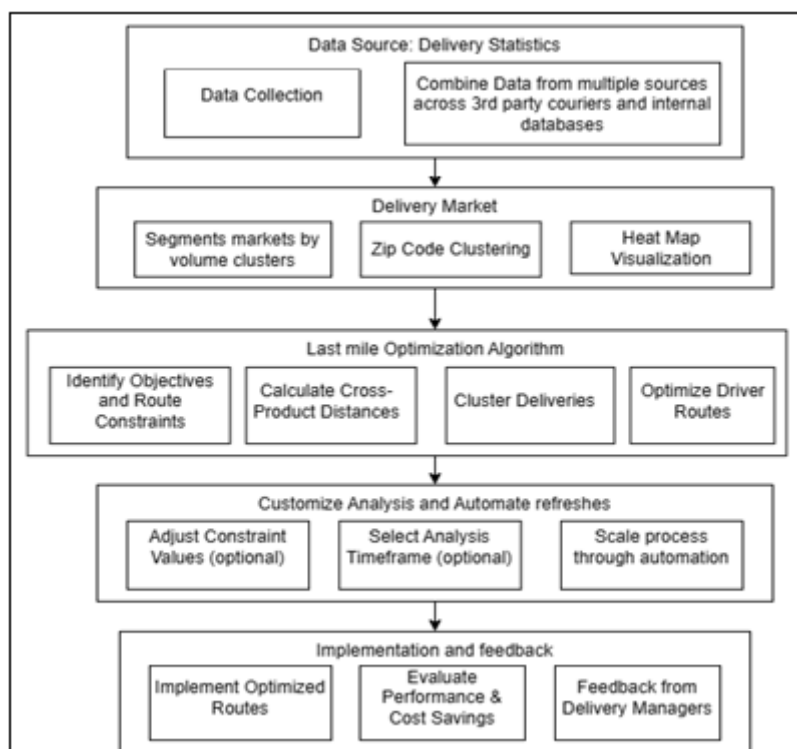 Data Source: Delivery Statistics
Data Collection
Combine Data from multiple sources
across 3rd party couriers and internal
databases
Delivery Market
Segments markets by
volume clusters
Zip Code Clustering
Heat Map
Visualization
Last mile Optimization Algorithm
Identify Objectives
and Route
Constraints
Calculate Cross-
Product Distances
Cluster Deliveries
Optimize Driver
Routes
Customize Analysis and Automate refreshes
Adjust Constraint
Values (optional)
Select Analysis
Timeframe (optional)
Scale process
through automation
Implementation and feedback
Implement Optimized
Routes
Evaluate
Performance &
Cost Savings
Feedback from
Delivery Managers